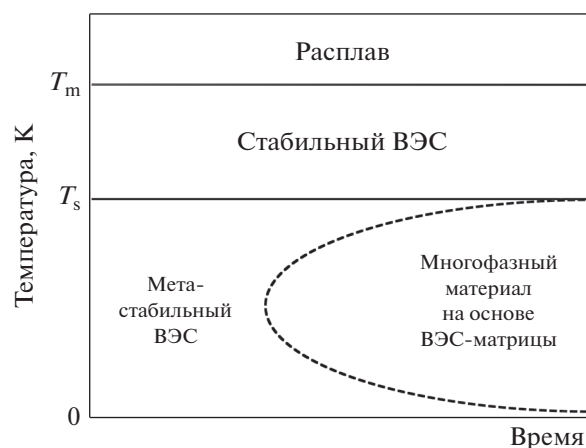 Расплав
T_m
Стабильный ВЭС
T_s
Температура, К
Мета-
стабильный
ВЭС
Многофазный
материал
на основе
ВЭС-матрицы
0
Время